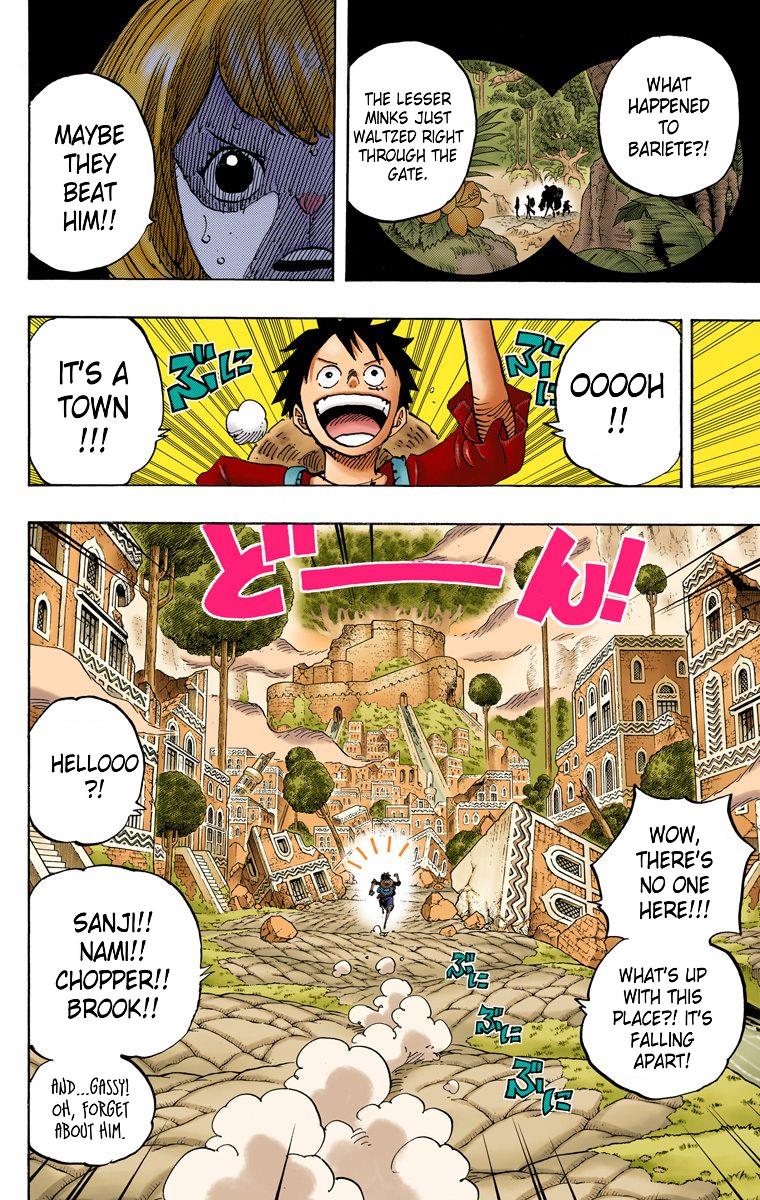 WHAT
HAPPENED
TO
BARIETE?!
THE LESSER
MINKS JUST
WALTZED RIGHT
THROUGH THE
GATE.
MAYBE
THEY
BEAT
HIM!!
OOOOH
!!
ぶに
ぶに
IT'S A
TOWN
!!!
どーん!
WOW,
THERE'S
NO ONE
HERE!!!
WHAT'S UP
WITH THIS
PLACE?! IT'S
FALLING
APART!
ぶに
ぶに
ぶに
HELLOOO
?!
SANJI!!
NAMI!!
CHOPPER!!
BROOK!!
AND...GASSY!
OH, FORGET
ABOUT HIM.